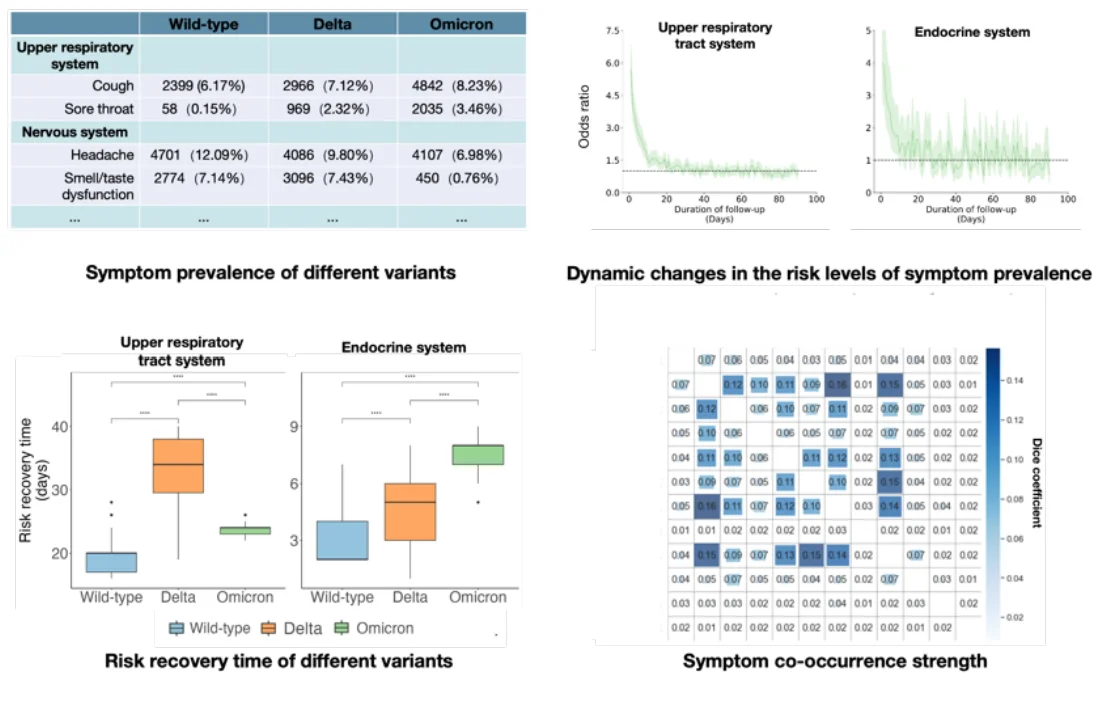 Wild-type Delta Omicron
Upper respiratory
system
Cough 2399 (6.17%) 2966 (7.12%) 4842 (8.23%)
Sore throat 58 (0.15%) 969 (2.32%) 2035 (3.46%)
Nervous system
Headache 4701 (12.09%) 4086 (9.80%) 4107 (6.98%)
Smell/taste 2774 (7.14%) 3096 (7.43%) 450 (0.76%)
dysfunction
... ... ... ...
Symptom prevalence of different variants
Upper respiratory
tract system
Odds ratio
7.5
6.0
4.5
3.0
1.5
0.0
0 20 40 60 80 100
Duration of follow-up
(Days)
Endocrine system
5
4
3
2
1
0
0 20 40 60 80 100
Duration of follow-up
(Days)
Dynamic changes in the risk levels of symptom prevalence
Upper respiratory
tract system
Risk recovery time
(days)
****
****
****
40
30
20
Wild-type Delta Omicron
Endocrine system
****
****
****
9
6
3
Wild-type Delta Omicron
Wild-type Delta Omicron
Risk recovery time of different variants
0.07 0.06 0.05 0.04 0.03 0.05 0.01 0.04 0.04 0.03 0.02
0.07 0.12 0.10 0.11 0.09 0.16 0.01 0.15 0.05 0.03 0.01
0.06 0.12 0.06 0.10 0.07 0.11 0.02 0.09 0.07 0.03 0.02
0.05 0.10 0.06 0.06 0.05 0.07 0.02 0.07 0.05 0.02 0.02
0.04 0.11 0.10 0.06 0.11 0.12 0.02 0.13 0.05 0.02 0.02
0.03 0.09 0.07 0.05 0.11 0.10 0.02 0.15 0.04 0.02 0.02
0.05 0.16 0.11 0.07 0.12 0.10 0.03 0.14 0.05 0.04 0.02
0.01 0.01 0.02 0.02 0.02 0.02 0.03 0.02 0.02 0.01 0.02
0.04 0.15 0.09 0.07 0.13 0.15 0.14 0.02 0.07 0.02 0.02
0.04 0.05 0.07 0.05 0.05 0.04 0.05 0.02 0.07 0.03 0.01
0.03 0.03 0.03 0.02 0.02 0.02 0.04 0.01 0.02 0.03 0.02
0.02 0.01 0.02 0.02 0.02 0.02 0.02 0.02 0.02 0.01 0.02
0.14
0.12
0.10
0.08
0.06
0.04
0.02
Dice coefficient
Symptom co-occurrence strength